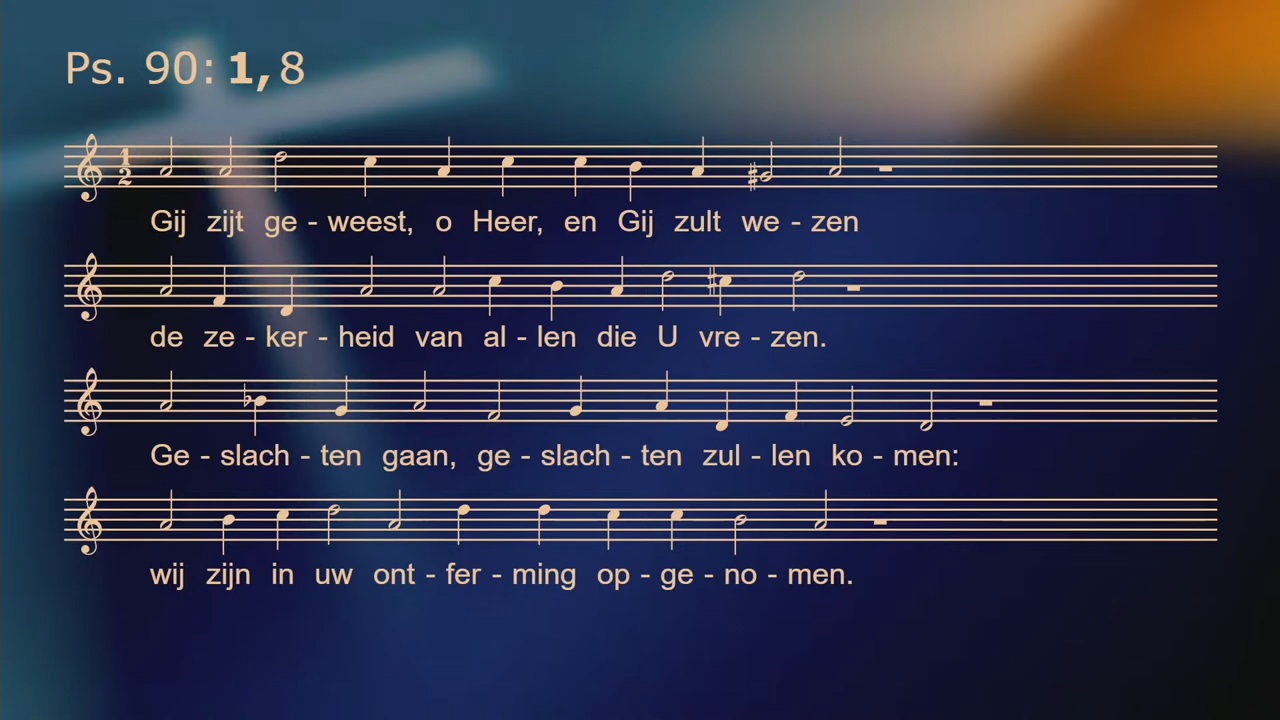 Ps. 90: 1, 8
Gij zijt ge - weest, o Heer, en Gij zult we - zen
de ze - ker - heid van al - len die U vre - zen.
Ge - slach - ten gaan, ge - slach - ten zul - len ko - men:
wij zijn in uw ont - fer - ming op - ge - no - men.